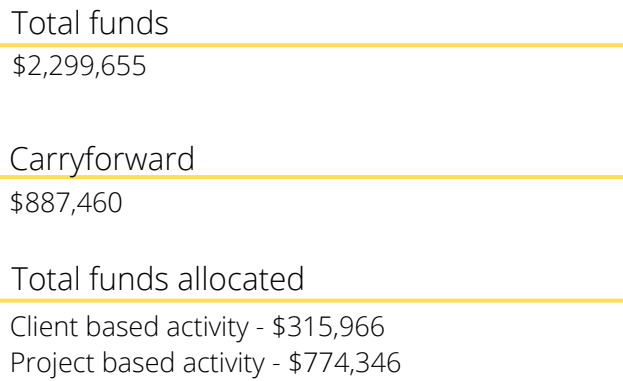 Total funds
$2,299,655
Carryforward
$887,460
Total funds allocated
Client based activity - $315,966
Project based activity - $774,346